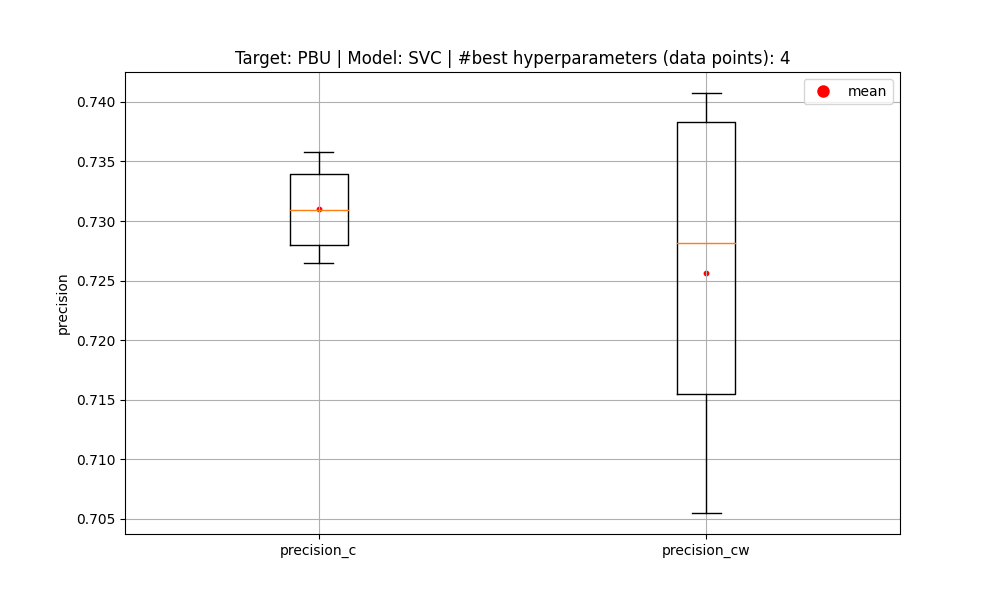 Target: PBU | Model: SVC | #best hyperparameters (data points): 4
mean
0.740
0.735
0.730
0.725
0.720
0.715
0.710
0.705
precision
precision_c
precision_cw